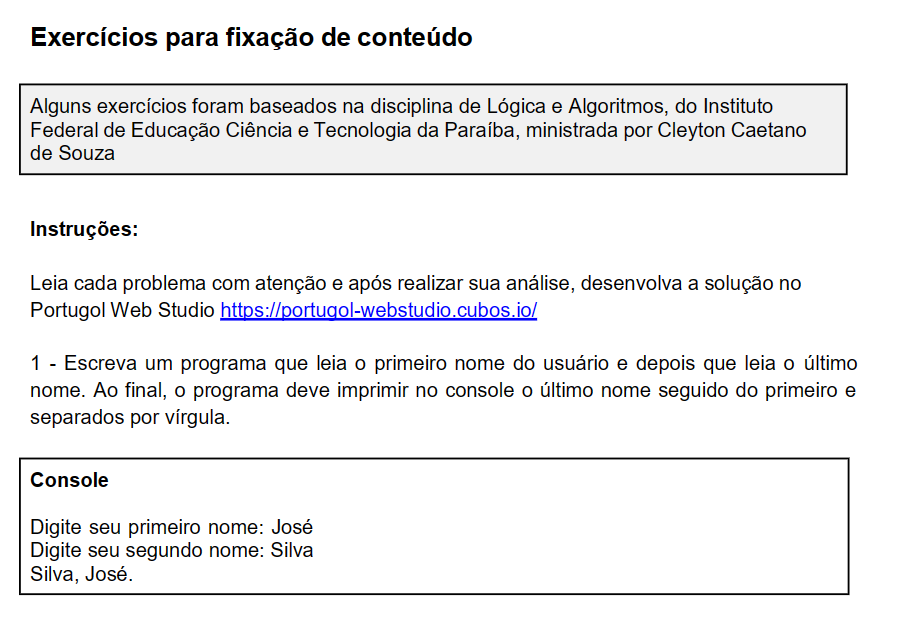 Exercícios para fixação de conteúdo
Alguns exercícios foram baseados na disciplina de Lógica e Algoritmos, do Instituto
Federal de Educação Ciência e Tecnologia da Paraíba, ministrada por Cleyton Caetano
de Souza
Instruções:
Leia cada problema com atenção e após realizar sua análise, desenvolva a solução no
Portugol Web Studio https://portugol-webstudio.cubos.io/
1 - Escreva um programa que leia o primeiro nome do usuário e depois que leia o último
nome. Ao final, o programa deve imprimir no console o último nome seguido do primeiro e
separados por vírgula.
Console
Digite seu primeiro nome: José
Digite seu segundo nome: Silva
Silva, José.